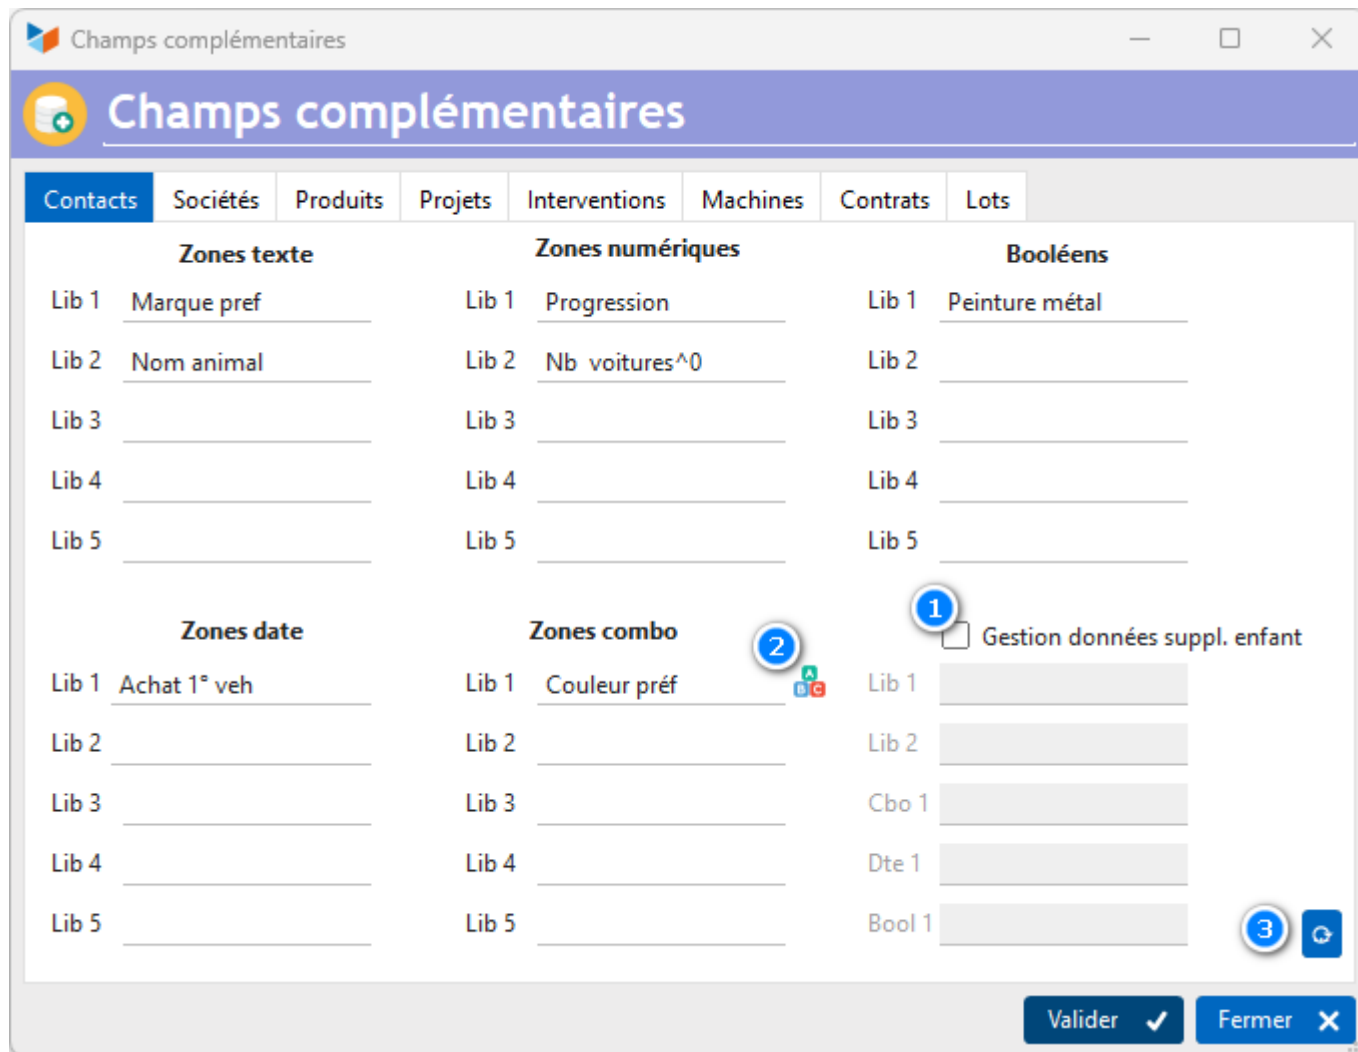 Champs complémentaires
Champs complémentaires
Contacts Sociétés Produits Projets Interventions Machines Contrats Lots
Zones texte Zones numériques Booléens
Lib 1 Marque pref Lib 1 Progression Lib 1 Peinture métal
Lib 2 Nom animal Lib 2 Nb  voitures^0 Lib 2
Lib 3 Lib 3 Lib 3
Lib 4 Lib 4 Lib 4
Lib 5 Lib 5 Lib 5
1
Zones date Zones combo 2 Gestion données suppl. enfant
A
B C
Lib 1 Achat 1° veh Lib 1 Couleur préf Lib 1
Lib 2 Lib 2 Lib 2
Lib 3 Lib 3 Cbo 1
Lib 4 Lib 4 Dte 1
Lib 5 Lib 5 Bool 1 3
Valider Fermer